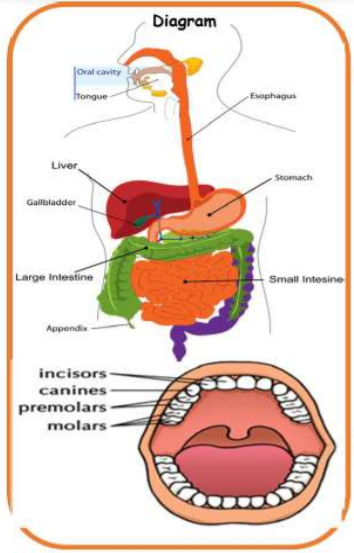 Diagram
Oral cavity
Tongue
Esophagus
Liver
Stomach
Gallbladder
Large Intestine
Small Intesine
Appendix
incisors
canines
premolars
molars